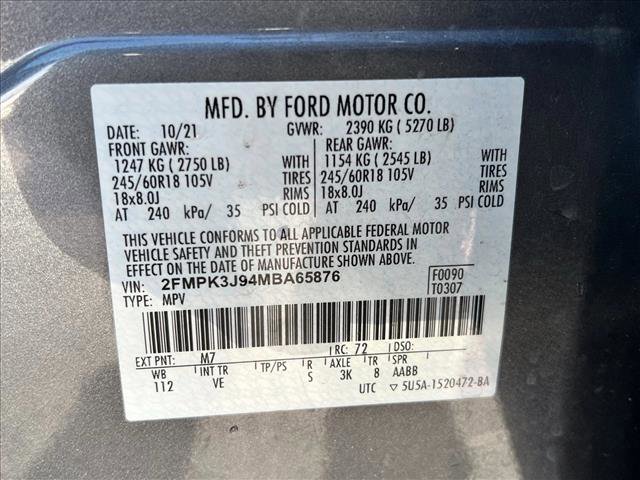 MFD. BY FORD MOTOR CO.
DATE: 10/21 GVWR: 2390 KG ( 5270 LB)
FRONT GAWR: REAR GAWR:
1247 KG ( 2750 LB) WITH 1154 KG ( 2545 LB) WITH
245/60R18 105V TIRES 245/60R18 105V TIRES
18x8.0J RIMS 18x8.0J RIMS
AT 240 kPa/ 35 PSI COLD AT 240 kPa/ 35 PSI COLD
THIS VEHICLE CONFORMS TO ALL APPLICABLE FEDERAL MOTOR
VEHICLE SAFETY AND THEFT PREVENTION STANDARDS IN
EFFECT ON THE DATE OF MANUFACTURE SHOWN ABOVE.
VIN: 2FMPK3J94MBA65876 F0090
TYPE: MPV T0307
EXT PNT: M7 RC: 72 DSO:
WB INT TR TP/PS R AXLE TR SPR
112 VE S 3K 8 AABB
UTC ▽ 5U5A-1520472-BA